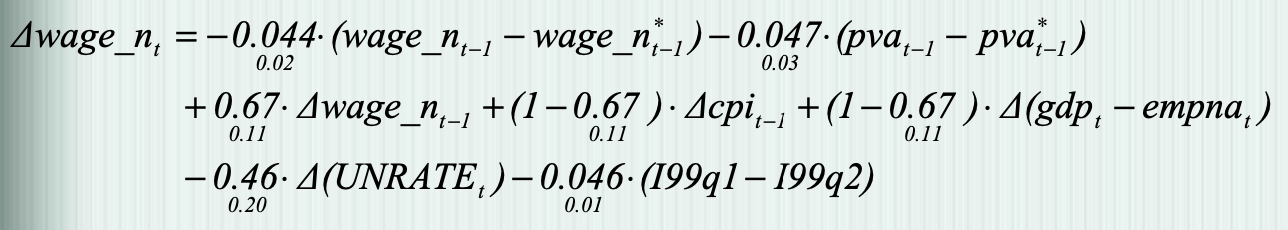 Δwage_n_t = −0.044· (wage_n_{t-1} − wage_n*_{t-1}) − 0.047· (pva_{t-1} − pva*_{t-1})
0.02 0.03
+ 0.67· Δwage_n_{t-1} + (1 − 0.67 )· Δcpi_{t-1} + (1 − 0.67 )· Δ(gdp_t − empna_t )
0.11 0.11 0.11
− 0.46· Δ(UNRATE_t ) − 0.046· (I99q1 − I99q2)
0.20 0.01